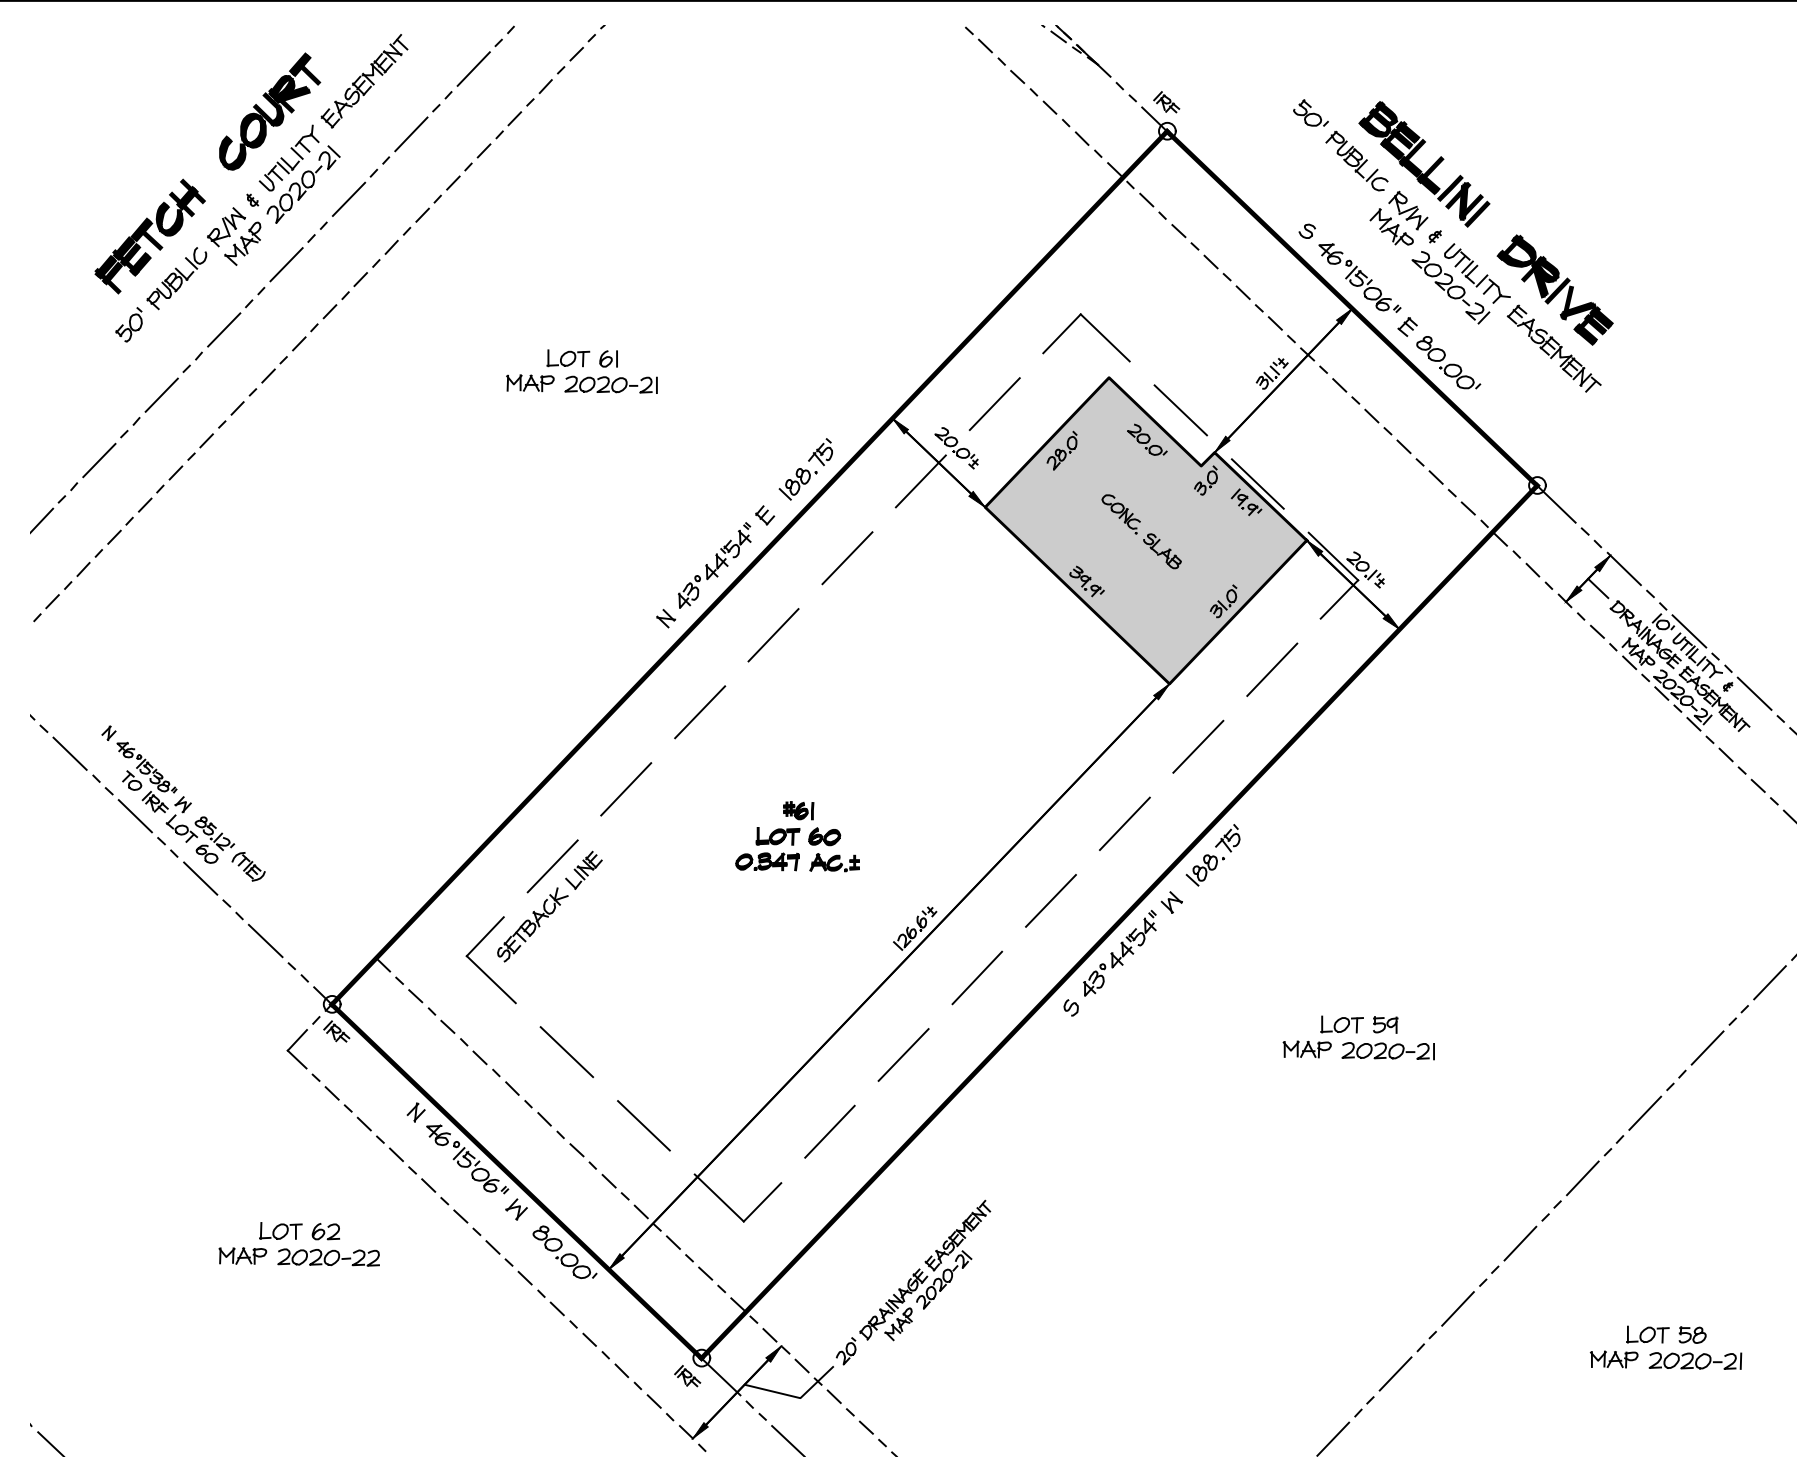 FETCH COURT
50' PUBLIC R/W & UTILITY EASEMENT
MAP 2020-21
IRF
BELLINI DRIVE
50' PUBLIC R/W & UTILITY EASEMENT
MAP 2020-21
S 46°15'06" E 80.00'
LOT 61
MAP 2020-21
31.1'±
20.0'±
28.0'
20.0'
3.0'
19.9'
CONC. SLAB
39.9'
31.0'
20.1'±
N 43°44'54" E 188.75'
10' UTILITY &
DRAINAGE EASEMENT
MAP 2020-21
N 46°15'38" W 85.12' (TIE)
TO IRF LOT 60
#61
LOT 60
0.347 AC.±
SETBACK LINE
126.6'±
S 43°44'54" W 188.75'
IRF
LOT 59
MAP 2020-21
N 46°15'06" W 80.00'
LOT 62
MAP 2020-22
20' DRAINAGE EASEMENT
MAP 2020-21
IRF
LOT 58
MAP 2020-21